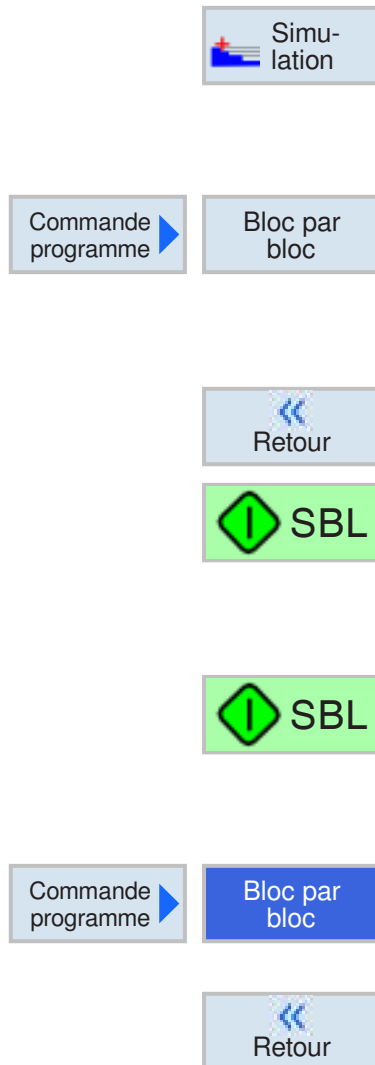 Simu-
lation
Commande
programme
Bloc par
bloc
Retour
SBL
SBL
Commande
programme
Bloc par
bloc
Retour